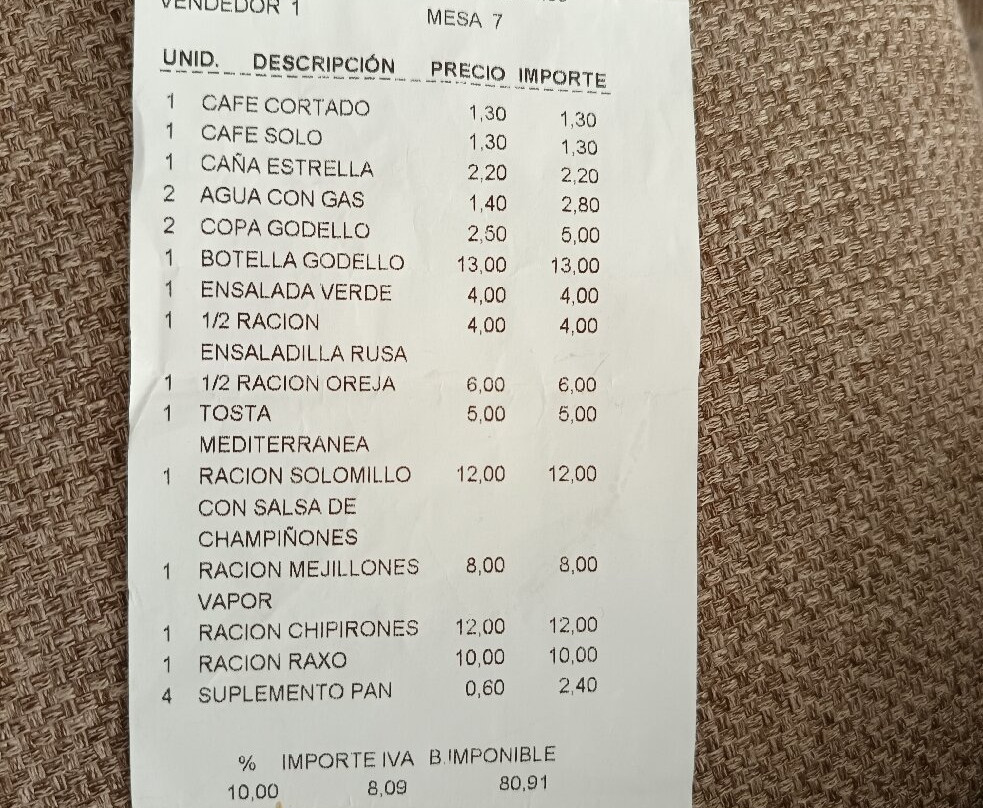 VENDEDOR 1
MESA 7
UNID. DESCRIPCIÓN PRECIO IMPORTE
1 CAFE CORTADO 1,30 1,30
1 CAFE SOLO 1,30 1,30
1 CAÑA ESTRELLA 2,20 2,20
2 AGUA CON GAS 1,40 2,80
2 COPA GODELLO 2,50 5,00
1 BOTELLA GODELLO 13,00 13,00
1 ENSALADA VERDE 4,00 4,00
1 1/2 RACION 4,00 4,00
ENSALADILLA RUSA
1 1/2 RACION OREJA 6,00 6,00
1 TOSTA 5,00 5,00
MEDITERRANEA
1 RACION SOLOMILLO 12,00 12,00
CON SALSA DE
CHAMPIÑONES
1 RACION MEJILLONES 8,00 8,00
VAPOR
1 RACION CHIPIRONES 12,00 12,00
1 RACION RAXO 10,00 10,00
4 SUPLEMENTO PAN 0,60 2,40
% IMPORTE IVA B.IMPONIBLE
10,00 8,09 80,91